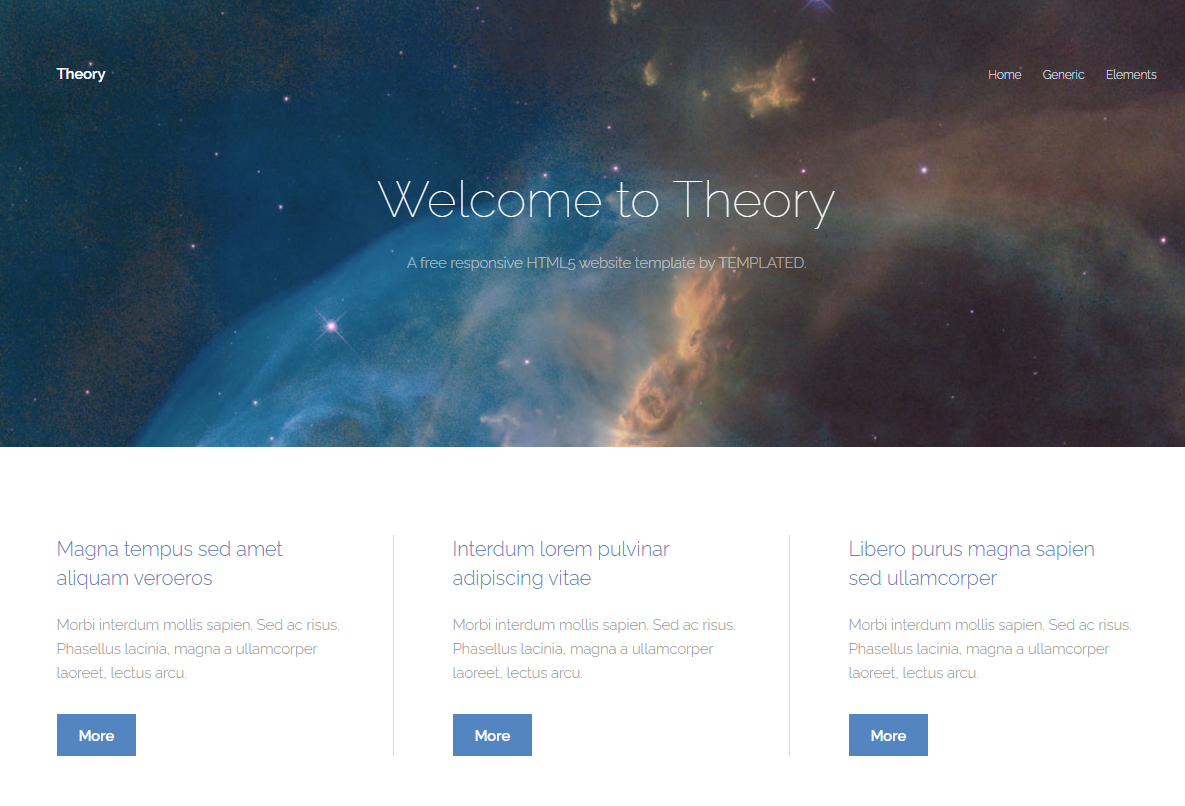 Theory
Home Generic Elements
Welcome to Theory
A free responsive HTML5 website template by TEMPLATED.
Magna tempus sed amet
aliquam veroeros
Morbi interdum mollis sapien. Sed ac risus.
Phasellus lacinia, magna a ullamcorper
laoreet, lectus arcu.
More
Interdum lorem pulvinar
adipiscing vitae
Morbi interdum mollis sapien. Sed ac risus.
Phasellus lacinia, magna a ullamcorper
laoreet, lectus arcu.
More
Libero purus magna sapien
sed ullamcorper
Morbi interdum mollis sapien. Sed ac risus.
Phasellus lacinia, magna a ullamcorper
laoreet, lectus arcu.
More